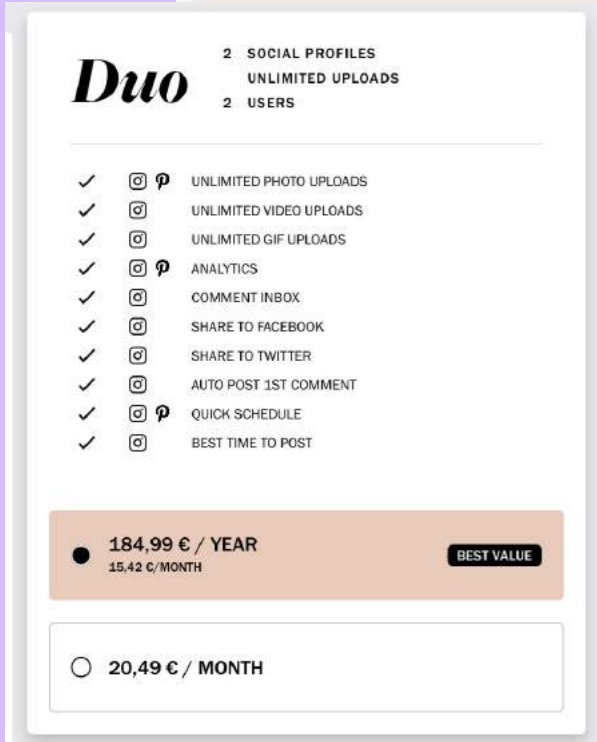 Duo
2 SOCIAL PROFILES
UNLIMITED UPLOADS
2 USERS
UNLIMITED PHOTO UPLOADS
UNLIMITED VIDEO UPLOADS
UNLIMITED GIF UPLOADS
ANALYTICS
COMMENT INBOX
SHARE TO FACEBOOK
SHARE TO TWITTER
AUTO POST 1ST COMMENT
QUICK SCHEDULE
BEST TIME TO POST
184,99 € / YEAR
15,42 €/MONTH
BEST VALUE
20,49 € / MONTH